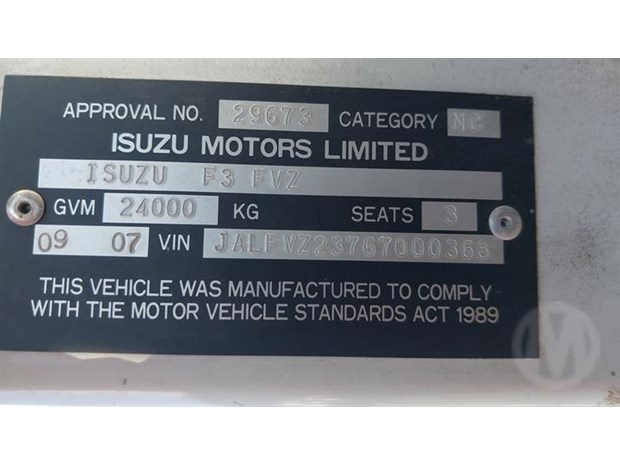 APPROVAL NO. 29673 CATEGORY NC
ISUZU MOTORS LIMITED
ISUZU F3 FVZ
GVM 24000 KG SEATS 3
09 07 VIN JALFVZ23767000363
THIS VEHICLE WAS MANUFACTURED TO COMPLY
WITH THE MOTOR VEHICLE STANDARDS ACT 1989
M